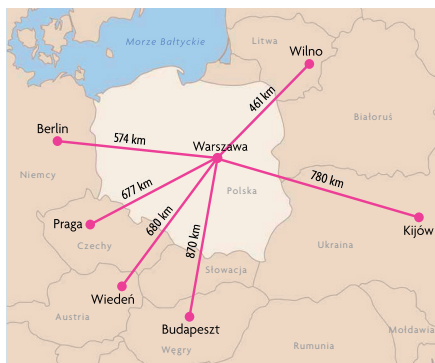 Morze Bałtyckie
Litwa
Wilno
461 km
Białoruś
Berlin
574 km
Warszawa
Niemcy
677 km
Polska
780 km
Praga
680 km
870 km
Kijów
Czechy
Ukraina
Słowacja
Wiedeń
Austria
Budapeszt
Mołdawia
Węgry
Rumunia